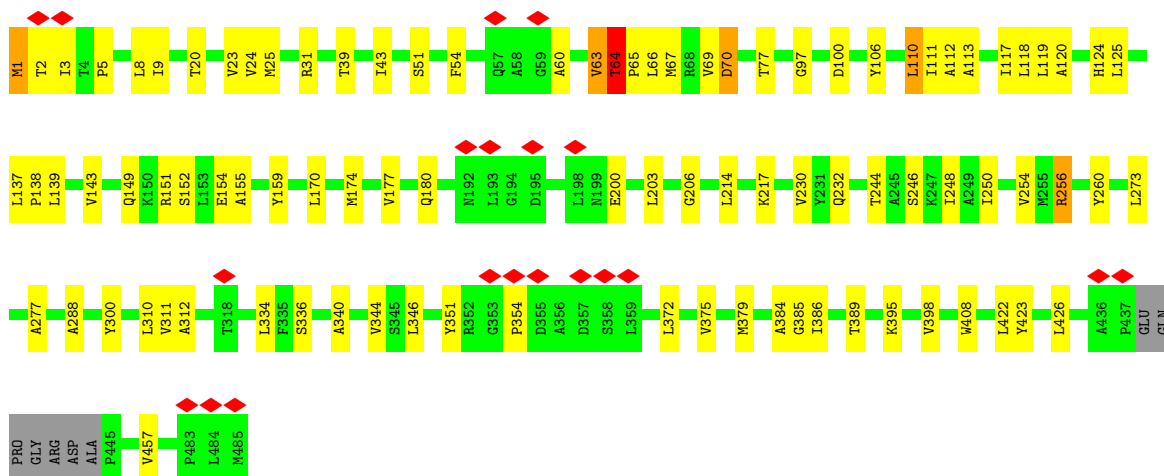 M1 T2 I3 T4 P5 L8 I9 T20 V23 V24 M25 R31 T39 I43 S51 F54 Q57 A58 G59 A60 V63 T64 P65 L66 M67 R68 V69 D70 T77 G97 D100 Y106 L110 I111 A112 A113 I117 L118 L119 A120 H124 L125
L137 P138 L139 V143 Q149 K150 R151 S152 L153 E154 A155 Y159 L170 M174 V177 Q180 N192 L193 G194 D195 L198 N199 E200 L203 G206 L214 K217 V230 Y231 Q232 T244 A245 S246 K247 I248 A249 I250 V254 M255 R256 Y260 L273
A277 A288 Y300 L310 V311 A312 T318 L334 F335 S336 A340 V344 S345 L346 Y351 R352 G353 P354 D355 A356 D357 S358 L359 L372 V375 M379 A384 G385 I386 T389 K395 V398 W408 L422 Y423 L426 A436 P437 GLU GLN
PRO GLY ARG ASP ALA P445 V457 P483 L484 M485